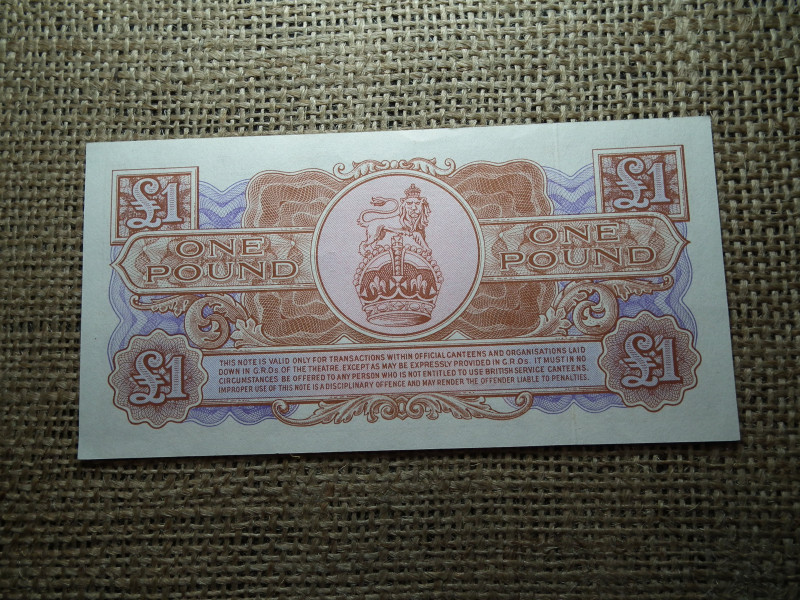 £1
£1
ONE
POUND
ONE
POUND
THIS NOTE IS VALID ONLY FOR TRANSACTIONS WITHIN OFFICIAL CANTEENS AND ORGANISATIONS LAID
DOWN IN G.R.Os OF THE THEATRE. EXCEPT AS MAY BE EXPRESSLY PROVIDED IN G.R.Os. IT MUST IN NO
CIRCUMSTANCES BE OFFERED TO ANY PERSON WHO IS NOT ENTITLED TO USE BRITISH SERVICE CANTEENS.
IMPROPER USE OF THIS NOTE IS A DISCIPLINARY OFFENCE AND MAY RENDER THE OFFENDER LIABLE TO PENALTIES.
£1
£1